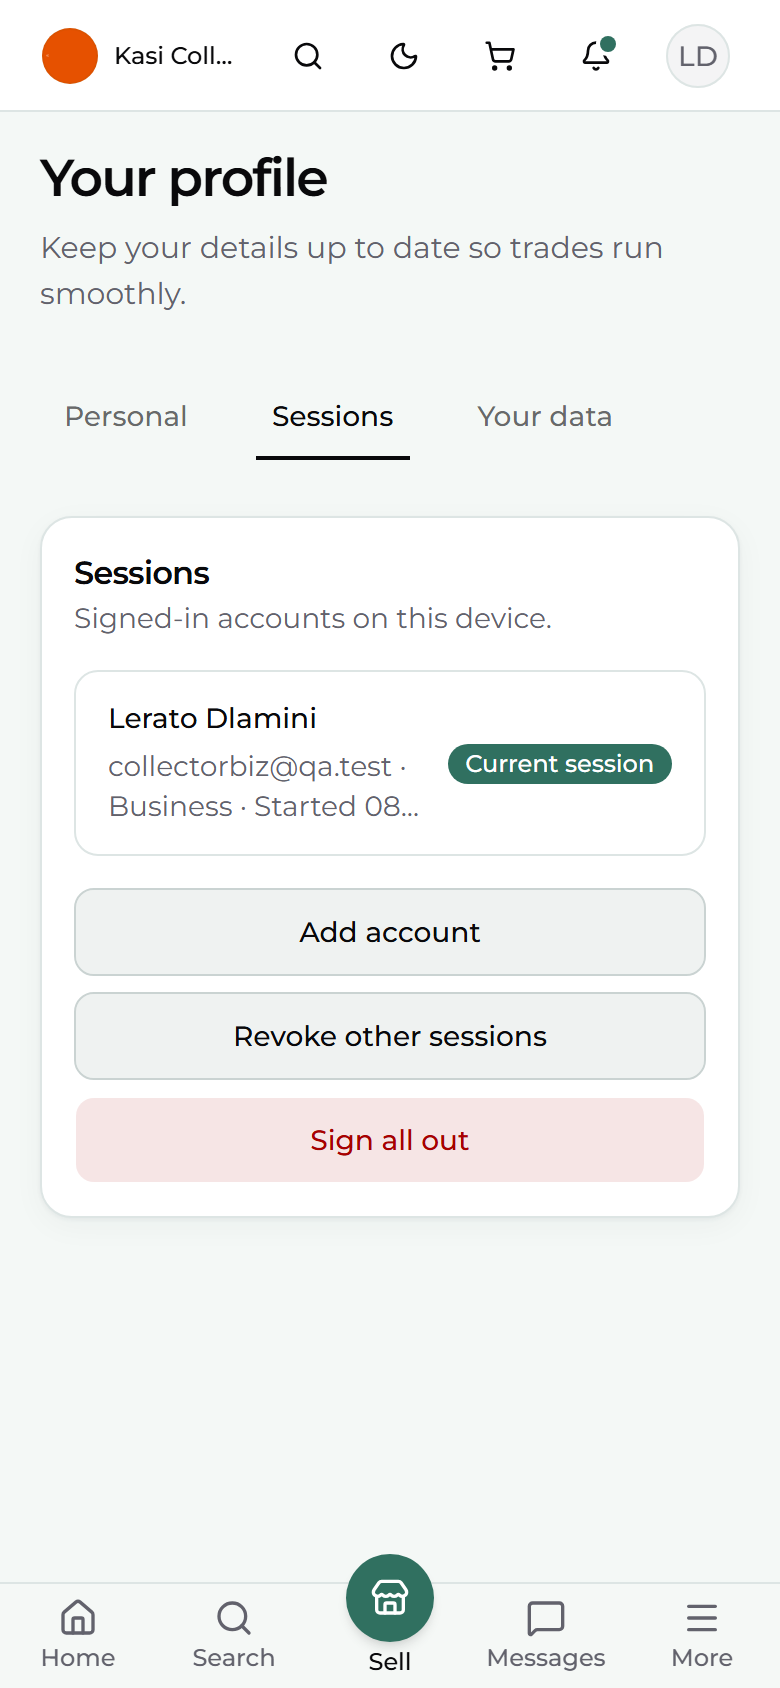 Kasi Coll...
LD
Your profile
Keep your details up to date so trades run
smoothly.
Personal
Sessions
Your data
Sessions
Signed-in accounts on this device.
Lerato Dlamini
collectorbiz@qa.test ·
Business · Started 08...
Current session
Add account
Revoke other sessions
Sign all out
Home
Search
Sell
Messages
More